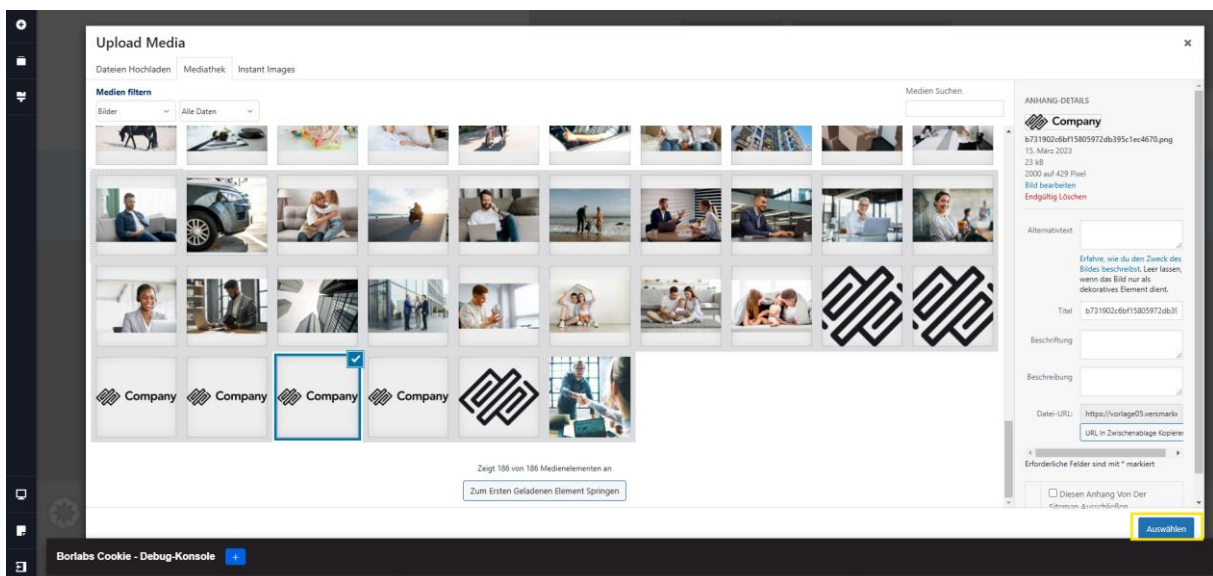 Upload Media
×
Dateien Hochladen Mediathek Instant Images
Medien filtern
Bilder
Alle Daten
Medien Suchen
Company
Company
Company
Company
Zeigt 186 von 186 Medienelementen an
Zum Ersten Geladenen Element Springen
ANHANG-DETAILS
Company
b731902c6bf15805972db395c1ec4670.png
15. März 2023
23 kB
2000 auf 429 Pixel
Bild bearbeiten
Endgültig Löschen
Alternativtext
Erfahre, wie du den Zweck des
Bildes beschreibst. Leer lassen,
wenn das Bild nur als
dekoratives Element dient.
Titel
b731902c6bf15805972db39
Beschriftung
Beschreibung
Datei-URL:
https://vorlage05.versmarke
URL In Zwischenablage Kopieren
Erforderliche Felder sind mit * markiert
Diesen Anhang Von Der
Sitemap Ausschließen
Auswählen
Borlabs Cookie - Debug-Konsole
+